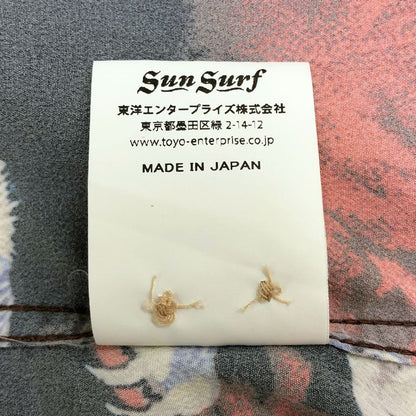 Sun Surf
東洋エンタープライズ株式会社
東京都墨田区緑 2-14-12
www.toyo-enterprise.co.jp
MADE IN JAPAN